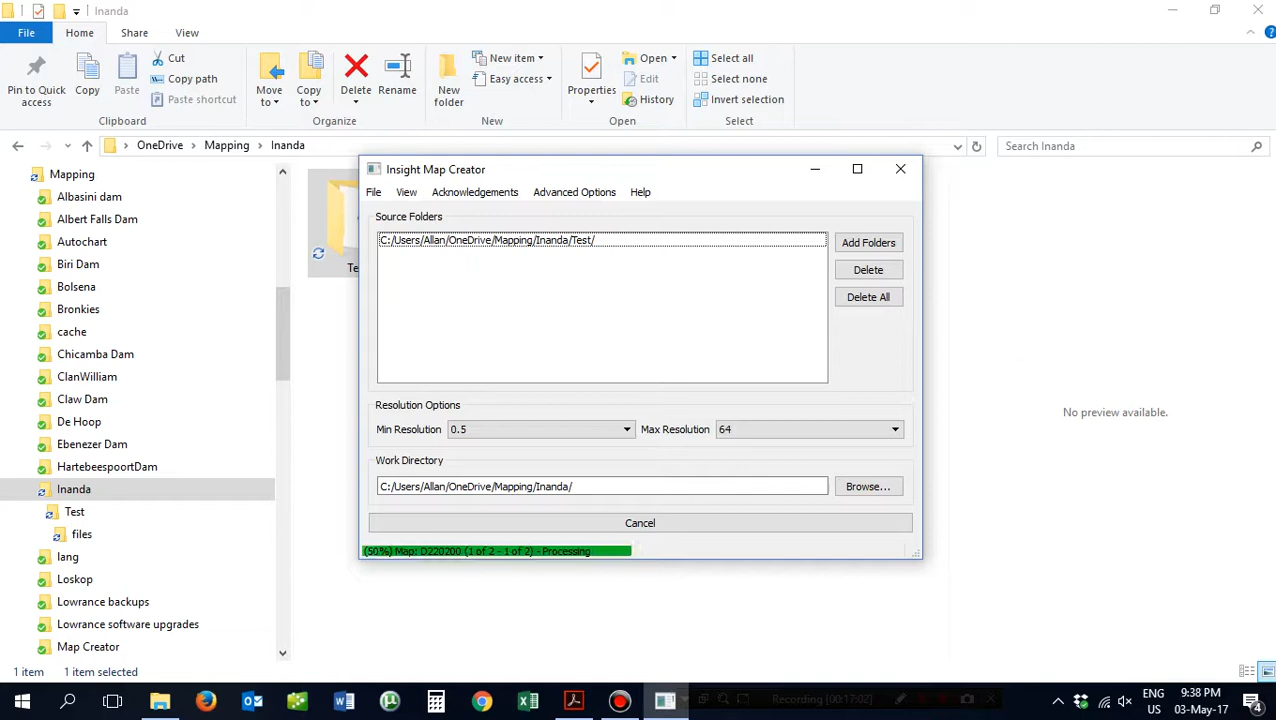 Inanda
File
Home
Share
View
Pin to Quick access
Copy
Paste
Cut
Copy path
Paste shortcut
Clipboard
Move to
Copy to
Delete
Rename
Organize
New folder
New item
Easy access
New
Properties
Open
Edit
History
Open
Select all
Select none
Invert selection
Select
OneDrive > Mapping > Inanda
Search Inanda
Mapping
Albasini dam
Albert Falls Dam
Autochart
Biri Dam
Bolsena
Bronkies
cache
Chicamba Dam
ClanWilliam
Claw Dam
De Hoop
Ebenezer Dam
HartebeespoortDam
Inanda
Test
files
lang
Loskop
Lowrance backups
Lowrance software upgrades
Map Creator
Te
Insight Map Creator
File View Acknowledgements Advanced Options Help
Source Folders
C:/Users/Allan/OneDrive/Mapping/Inanda/Test/
Add Folders
Delete
Delete All
Resolution Options
Min Resolution 0.5 Max Resolution 64
Work Directory
C:/Users/Allan/OneDrive/Mapping/Inanda/
Browse...
Cancel
(50%) Map: D220200 (1 of 2 - 1 of 2) - Processing
No preview available.
1 item 1 item selected
Recording [00:17:02]
ENG
US
9:38 PM
03-May-17
4